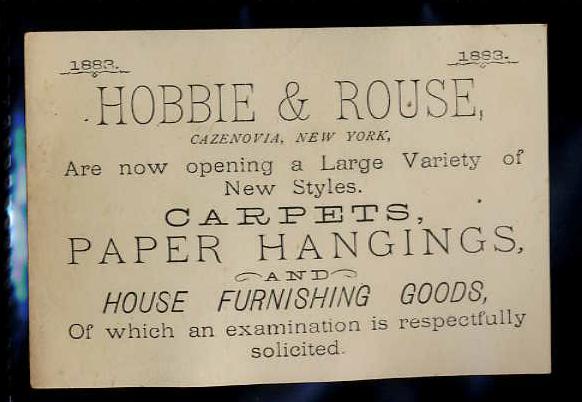 1883. 1883.
HOBBIE & ROUSE,
CAZENOVIA, NEW YORK,
Are now opening a Large Variety of
New Styles.
CARPETS,
PAPER HANGINGS,
AND
HOUSE FURNISHING GOODS,
Of which an examination is respectfully
solicited.